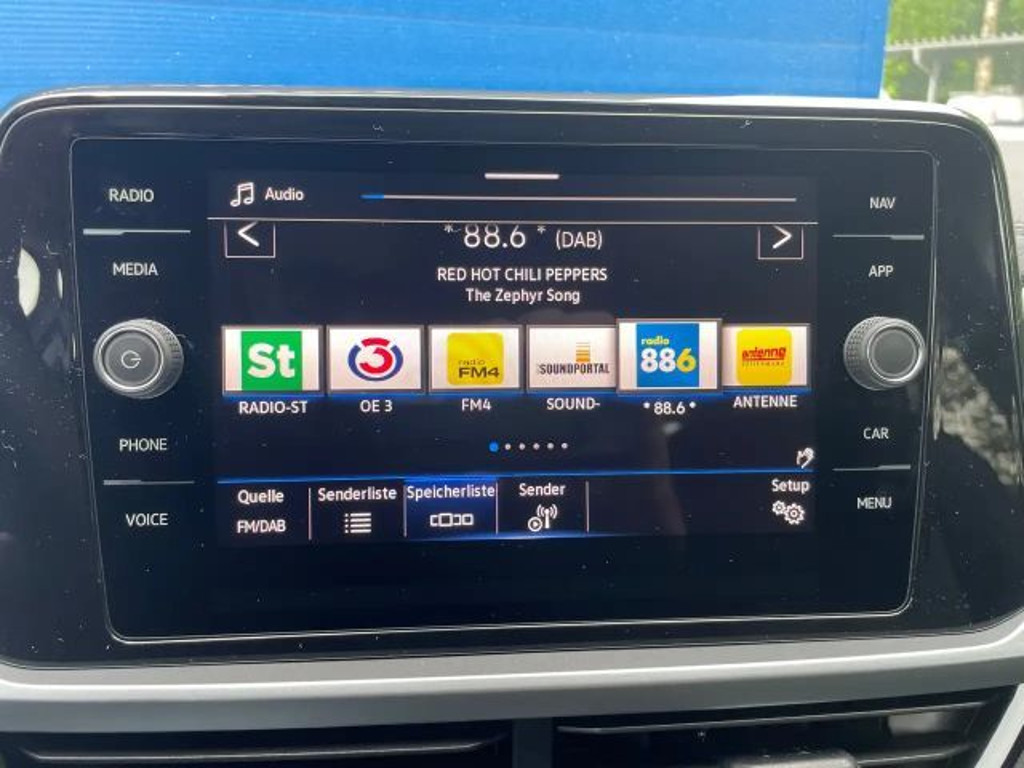 RADIO
MEDIA
PHONE
VOICE
Audio
* 88.6 * (DAB)
RED HOT CHILI PEPPERS
The Zephyr Song
St
3
radio
FM4
SOUNDPORTAL
radio
886
antenne
RADIO-ST
OE 3
FM4
SOUND-
* 88.6 *
ANTENNE
Quelle
FM/DAB
Senderliste
Speicherliste
Sender
Setup
NAV
APP
CAR
MENU